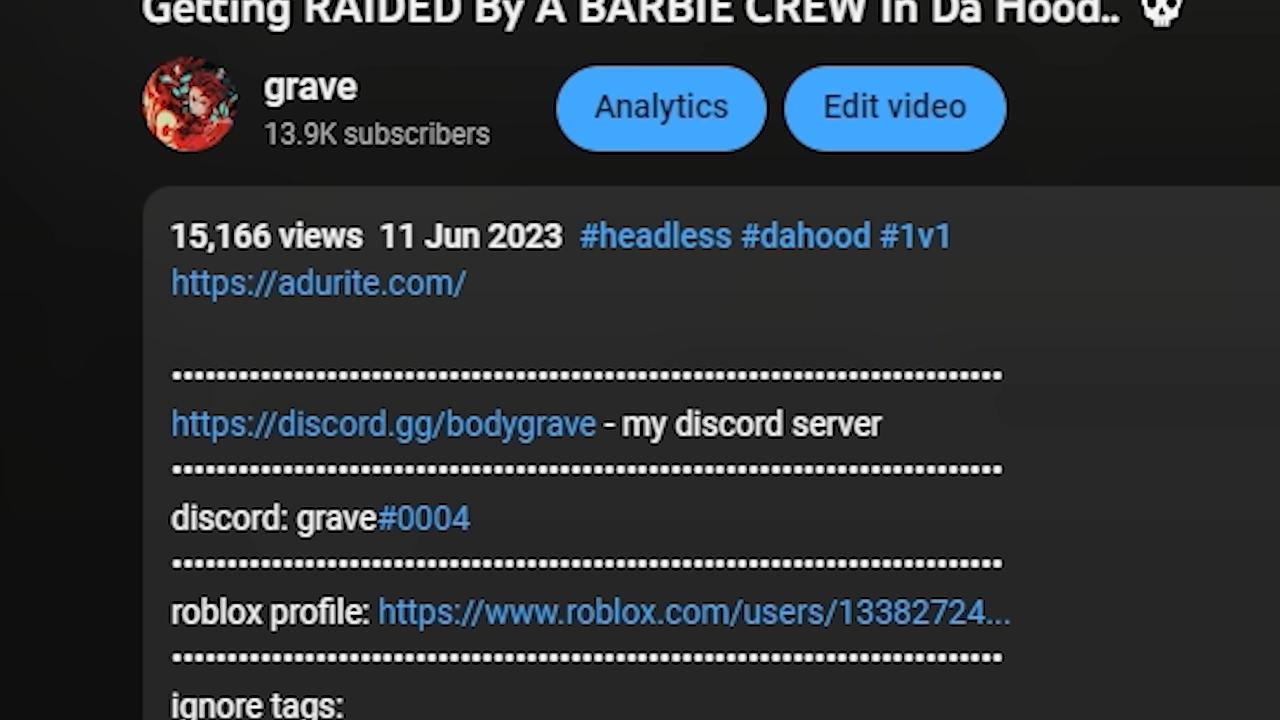 Getting RAIDED By A BARBIE CREW In Da Hood.. 💀
grave
13.9K subscribers
Analytics
Edit video
15,166 views 11 Jun 2023 #headless #dahood #1v1
https://adurite.com/
https://discord.gg/bodygrave - my discord server
discord: grave#0004
roblox profile: https://www.roblox.com/users/13382724...
ignore tags: